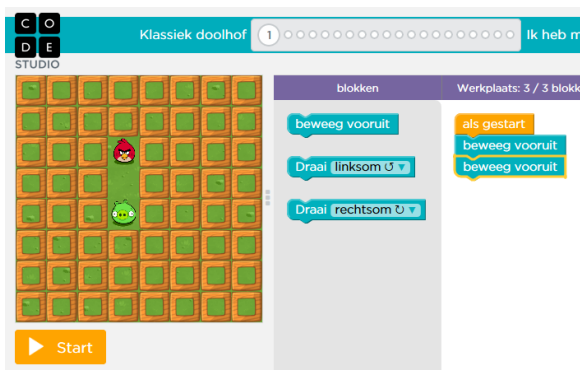 CODE
STUDIO
Klassiek doolhof 1 Ik heb m
blokken
Werkplaats: 3 / 3 blokk
beweeg vooruit
Draai linksom ↺ ▼
Draai rechtsom ↻ ▼
als gestart
beweeg vooruit
beweeg vooruit
Start